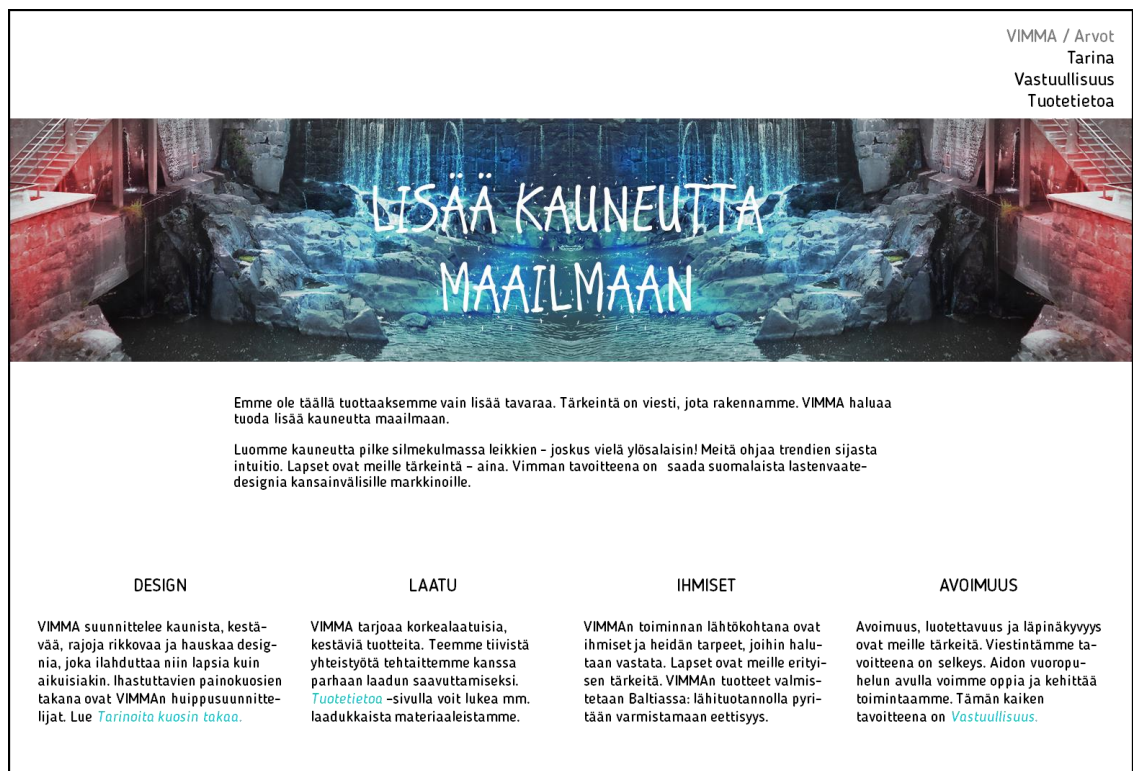 VIMMA / Arvot
Tarina
Vastuullisuus
Tuotetietoa
LISÄÄ KAUNEUTTA
MAAILMAAN
Emme ole täällä tuottaaksemme vain lisää tavaraa. Tärkeintä on viesti, jota rakennamme. VIMMA haluaa
tuoda lisää kauneutta maailmaan.
Luomme kauneutta pilke silmekulmassa leikkien – joskus vielä ylösalaisin! Meitä ohjaa trendien sijasta
intuitio. Lapset ovat meille tärkeintä – aina. Vimman tavoitteena on saada suomalaista lastenvaate-
designia kansainvälisille markkinoille.
DESIGN
VIMMA suunnittelee kaunista, kestä-
vää, rajoja rikkovaa ja hauskaa desig-
nia, joka ilahduttaa niin lapsia kuin
aikuisiakin. Ihastuttavien painokuosien
takana ovat VIMMAn huippusuunnitte-
lijat. Lue Tarinoita kuosin takaa.
LAATU
VIMMA tarjoaa korkealaatuisia,
kestäviä tuotteita. Teemme tiivistä
yhteistyötä tehtaittemme kanssa
parhaan laadun saavuttamiseksi.
Tuotetietoa –sivulla voit lukea mm.
laadukkaista materiaaleistamme.
IHMISET
VIMMAn toiminnan lähtökohtana ovat
ihmiset ja heidän tarpeet, joihin halu-
taan vastata. Lapset ovat meille erityi-
sen tärkeitä. VIMMAn tuotteet valmis-
tetaan Baltiassa: lähituotannolla pyri-
tään varmistamaan eettisyys.
AVOIMUUS
Avoimuus, luotettavuus ja läpinäkyvyys
ovat meille tärkeitä. Viestintämme ta-
voitteena on selkeys. Aidon vuoropu-
helun avulla voimme oppia ja kehittää
toimintaamme. Tämän kaiken
tavoitteena on Vastuullisuus.